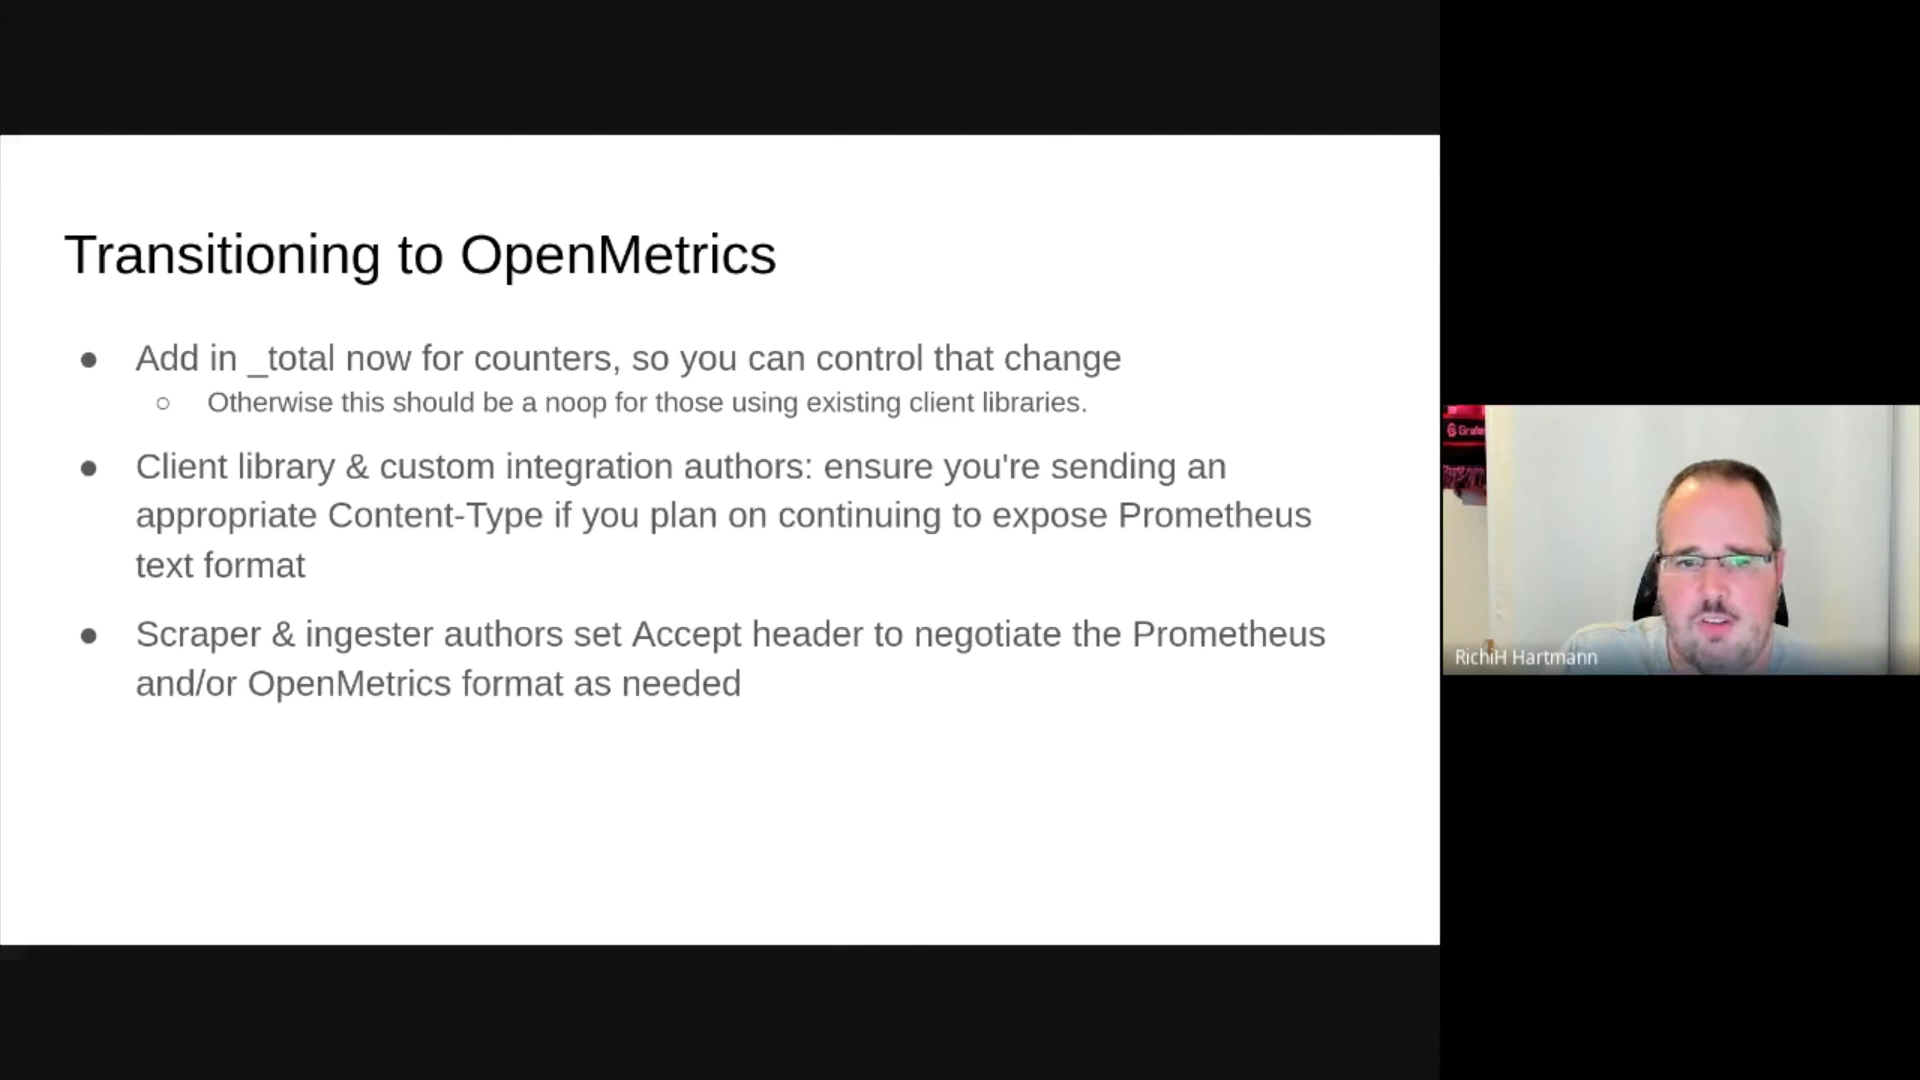 Transitioning to OpenMetrics
● Add in _total now for counters, so you can control that change
○ Otherwise this should be a noop for those using existing client libraries.
● Client library & custom integration authors: ensure you're sending an
appropriate Content-Type if you plan on continuing to expose Prometheus
text format
● Scraper & ingester authors set Accept header to negotiate the Prometheus
and/or OpenMetrics format as needed
RichiH Hartmann